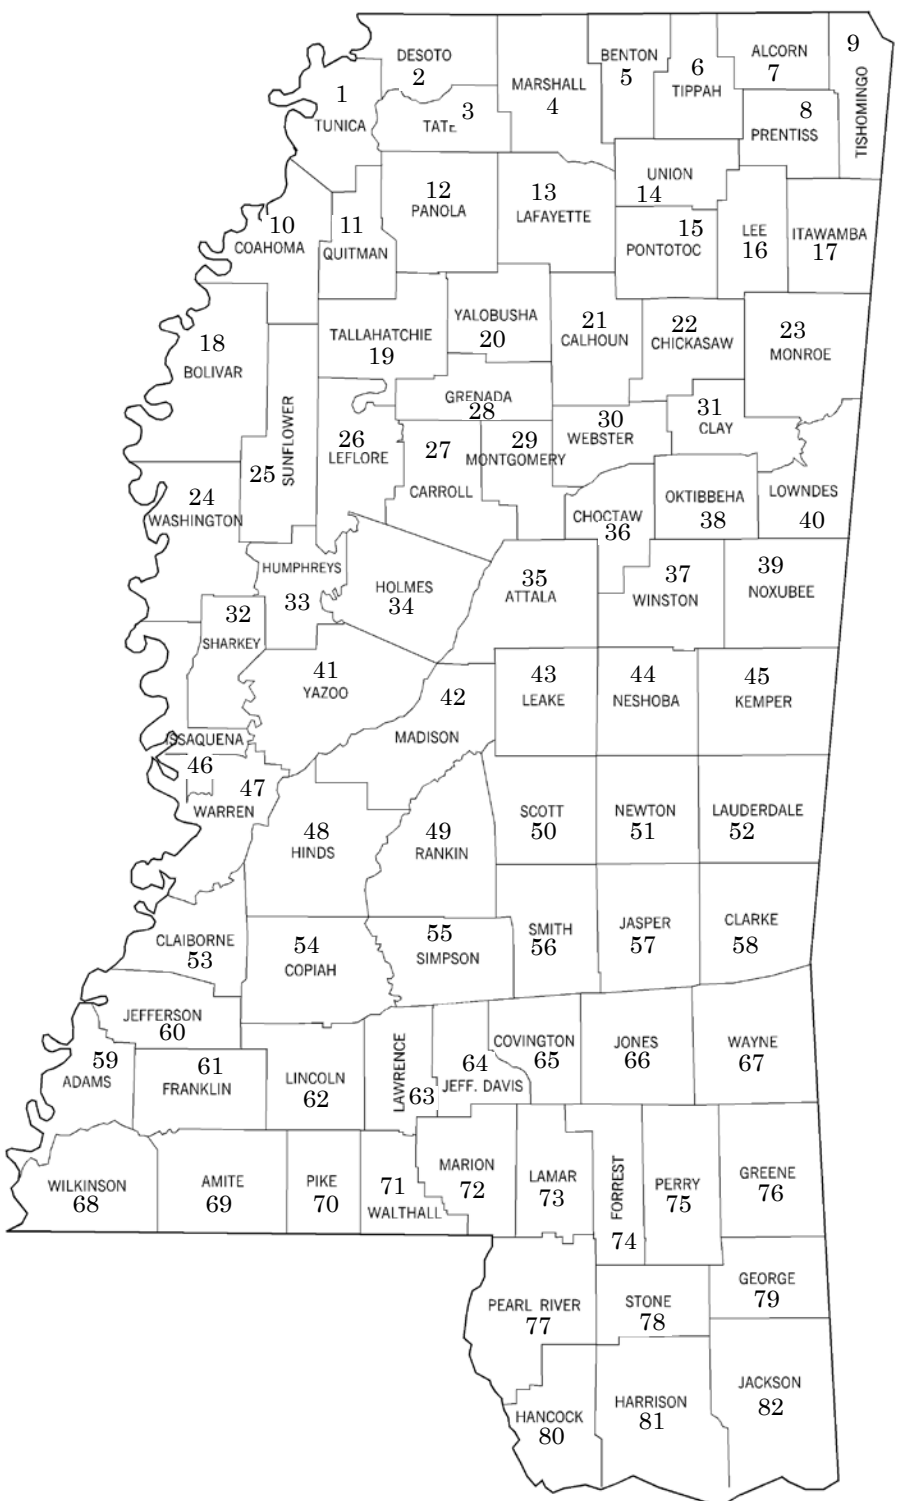 DESOTO
2
BENTON
5
6
TIPPAH
ALCORN
7
9
TISHOMINGO
1
TUNICA
TATE
3
MARSHALL
4
8
PRENTISS
12
PANOLA
13
LAFAYETTE
UNION
14
10
COAHOMA
11
QUITMAN
15
PONTOTOC
LEE
16
ITAWAMBA
17
18
BOLIVAR
TALLAHATCHIE
19
YALOBUSHA
20
21
CALHOUN
22
CHICKASAW
23
MONROE
GRENADA
28
25
SUNFLOWER
26
LEFLORE
27
CARROLL
29
MONTGOMERY
30
WEBSTER
31
CLAY
24
WASHINGTON
CHOCTAW
36
OKTIBBEHA
38
LOWNDES
40
HUMPHREYS
33
HOLMES
34
35
ATTALA
37
WINSTON
39
NOXUBEE
32
SHARKEY
41
YAZOO
42
MADISON
43
LEAKE
44
NESHOBA
45
KEMPER
ISSAQUENA
46
47
WARREN
48
HINDS
49
RANKIN
SCOTT
50
NEWTON
51
LAUDERDALE
52
CLAIBORNE
53
54
COPIAH
55
SIMPSON
SMITH
56
JASPER
57
CLARKE
58
JEFFERSON
60
59
ADAMS
61
FRANKLIN
LINCOLN
62
LAWRENCE
63
64
JEFF. DAVIS
COVINGTON
65
JONES
66
WAYNE
67
WILKINSON
68
AMITE
69
PIKE
70
71
WALTHALL
MARION
72
LAMAR
73
FORREST
74
PERRY
75
GREENE
76
PEARL RIVER
77
STONE
78
GEORGE
79
HANCOCK
80
HARRISON
81
JACKSON
82